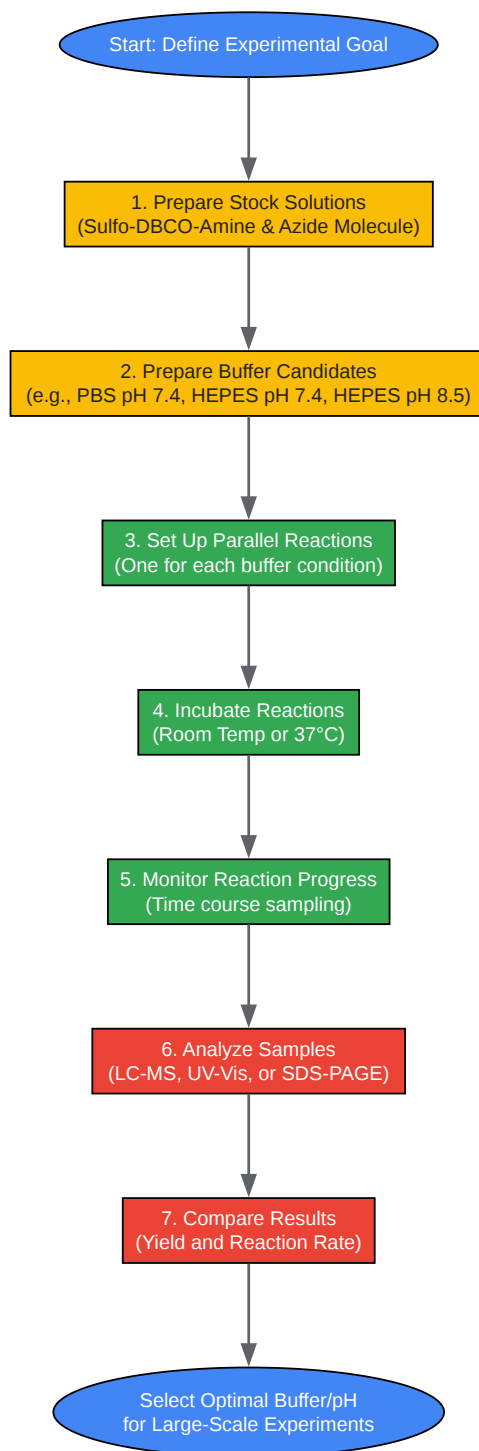 Start: Define Experimental Goal
1. Prepare Stock Solutions
(Sulfo-DBCO-Amine & Azide Molecule)
2. Prepare Buffer Candidates
(e.g., PBS pH 7.4, HEPES pH 7.4, HEPES pH 8.5)
3. Set Up Parallel Reactions
(One for each buffer condition)
4. Incubate Reactions
(Room Temp or 37°C)
5. Monitor Reaction Progress
(Time course sampling)
6. Analyze Samples
(LC-MS, UV-Vis, or SDS-PAGE)
7. Compare Results
(Yield and Reaction Rate)
Select Optimal Buffer/pH
for Large-Scale Experiments